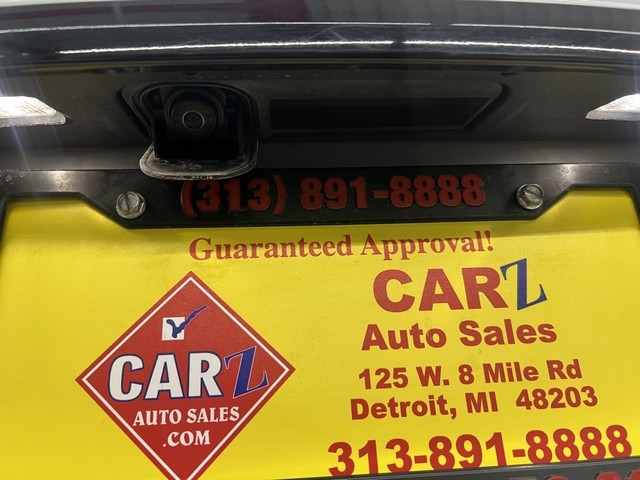 (313) 891-8888
Guaranteed Approval!
CARZ
Auto Sales
125 W. 8 Mile Rd
Detroit, MI 48203
313-891-8888
CARZ
AUTO SALES
.COM